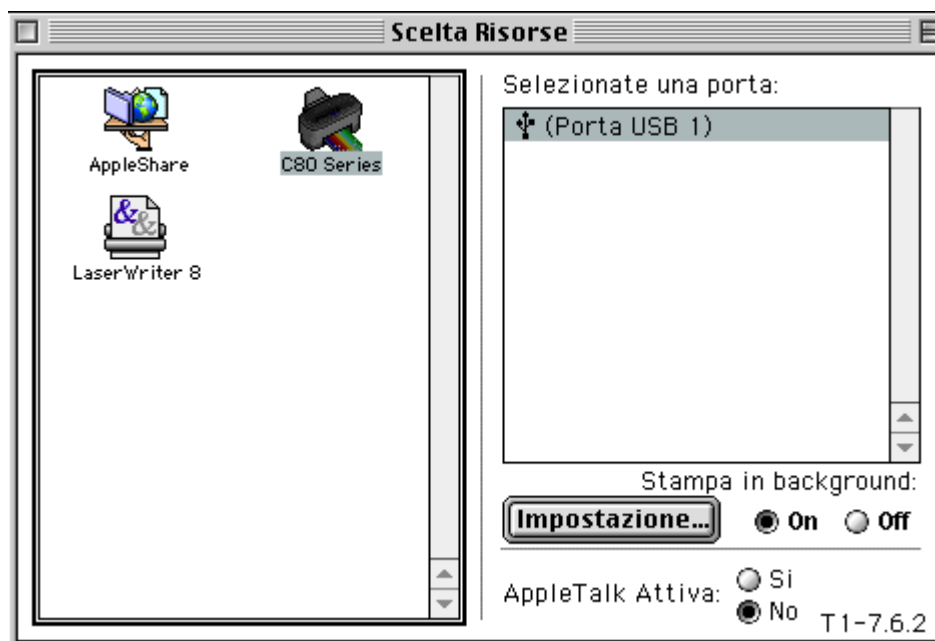 Scelta Risorse
AppleShare
C80 Series
LaserWriter 8
Selezionate una porta:
(Porta USB 1)
Stampa in background:
Impostazione...
On
Off
AppleTalk Attiva:
Si
No
T1-7.6.2